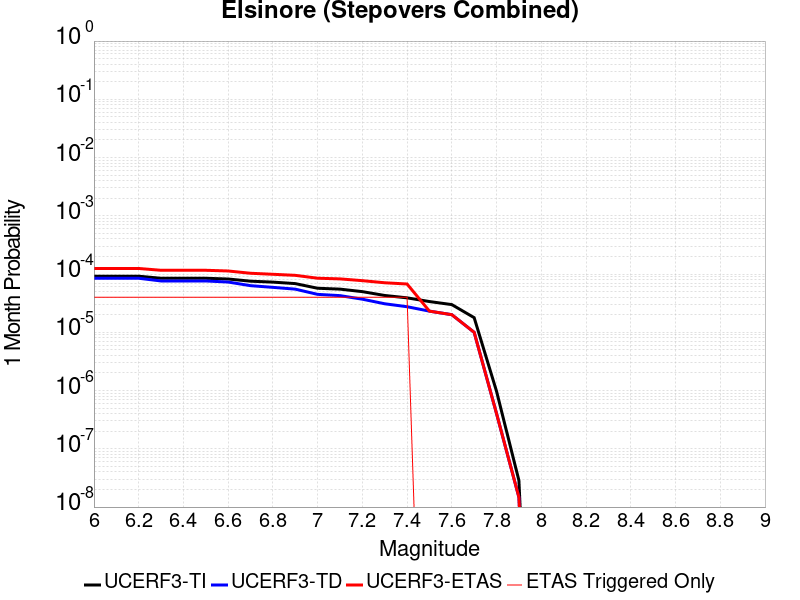 Elsinore (Stepovers Combined)
10^0
10^-1
10^-2
10^-3
10^-4
10^-5
10^-6
10^-7
10^-8
1 Month Probability
6 6.2 6.4 6.6 6.8 7 7.2 7.4 7.6 7.8 8 8.2 8.4 8.6 8.8 9
Magnitude
UCERF3-TI UCERF3-TD UCERF3-ETAS ETAS Triggered Only